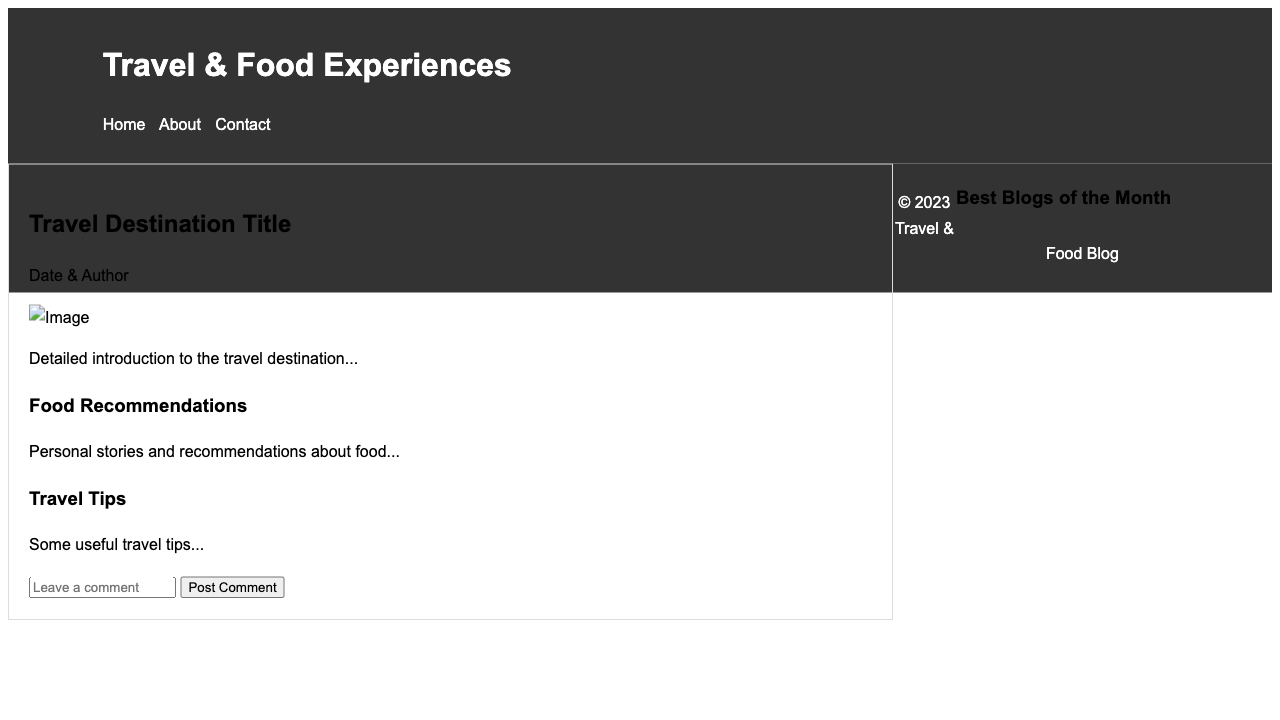 Travel & Food Experiences
Home About Contact
Travel Destination Title
Date & Author
Image
Detailed introduction to the travel destination...
Food Recommendations
Personal stories and recommendations about food...
Travel Tips
Some useful travel tips...
Leave a comment Post Comment
Best Blogs of the Month
© 2023
Travel &
Food Blog